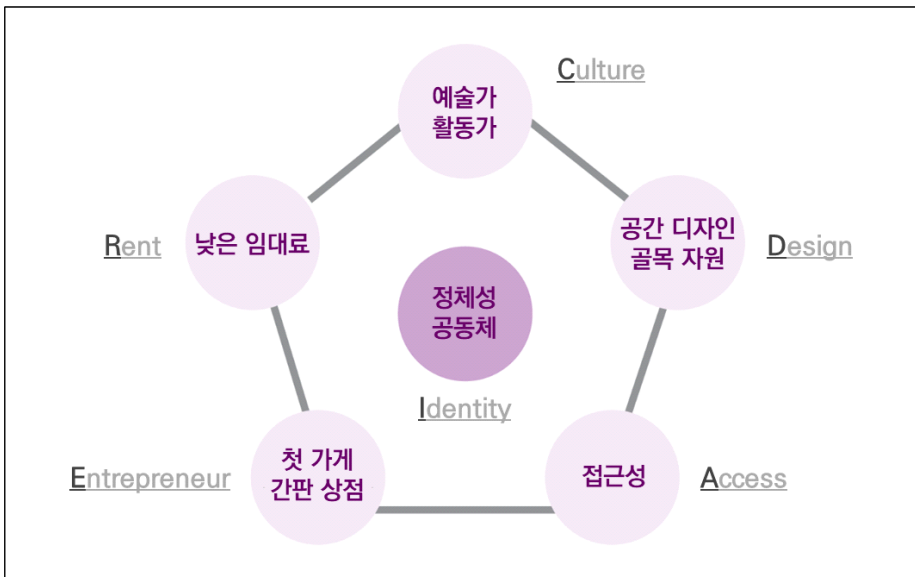 Culture
예술가
활동가
Rent
낮은 임대료
공간 디자인
골목 자원
Design
정체성
공동체
Identity
Entrepreneur
첫 가게
간판 상점
접근성
Access